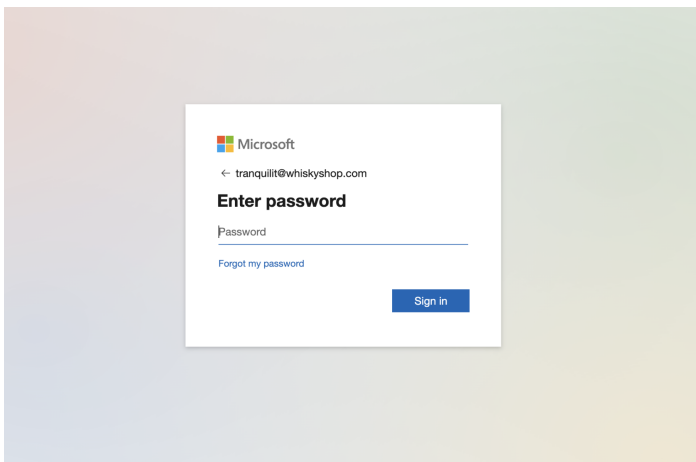 Microsoft
← tranquilit@whiskyshop.com
Enter password
Password
Forgot my password
Sign in